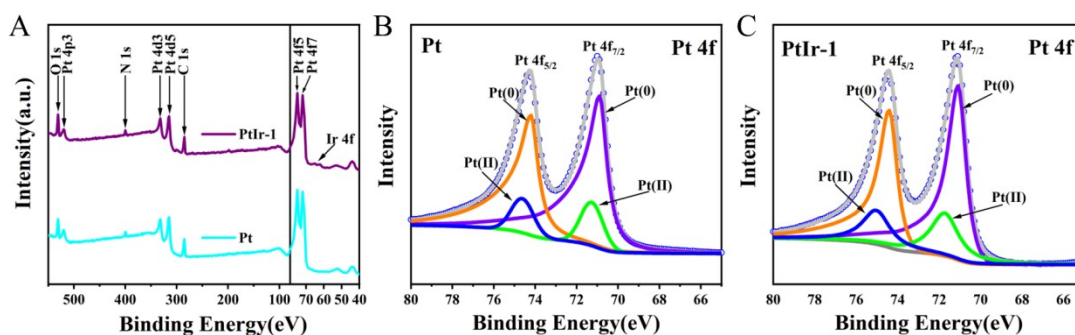 A
O 1s
Pt 4p3
N 1s
Pt 4d3
Pt 4d5
C 1s
Pt 4f5
Pt 4f7
PtIr-1
Ir 4f
Pt
Intensity(a.u.)
550 500 400 300 200 100 80 70 60 50 40
Binding Energy(eV)
B
Pt
Pt 4f
Pt 4f5/2
Pt 4f7/2
Pt(0)
Pt(0)
Pt(II)
Pt(II)
Intensity
80 78 76 74 72 70 68 66
Binding Energy(eV)
C
PtIr-1
Pt 4f
Pt 4f7/2
Pt 4f5/2
Pt(0)
Pt(0)
Pt(II)
Pt(II)
Intensity
80 78 76 74 72 70 68 66
Binding Energy(eV)